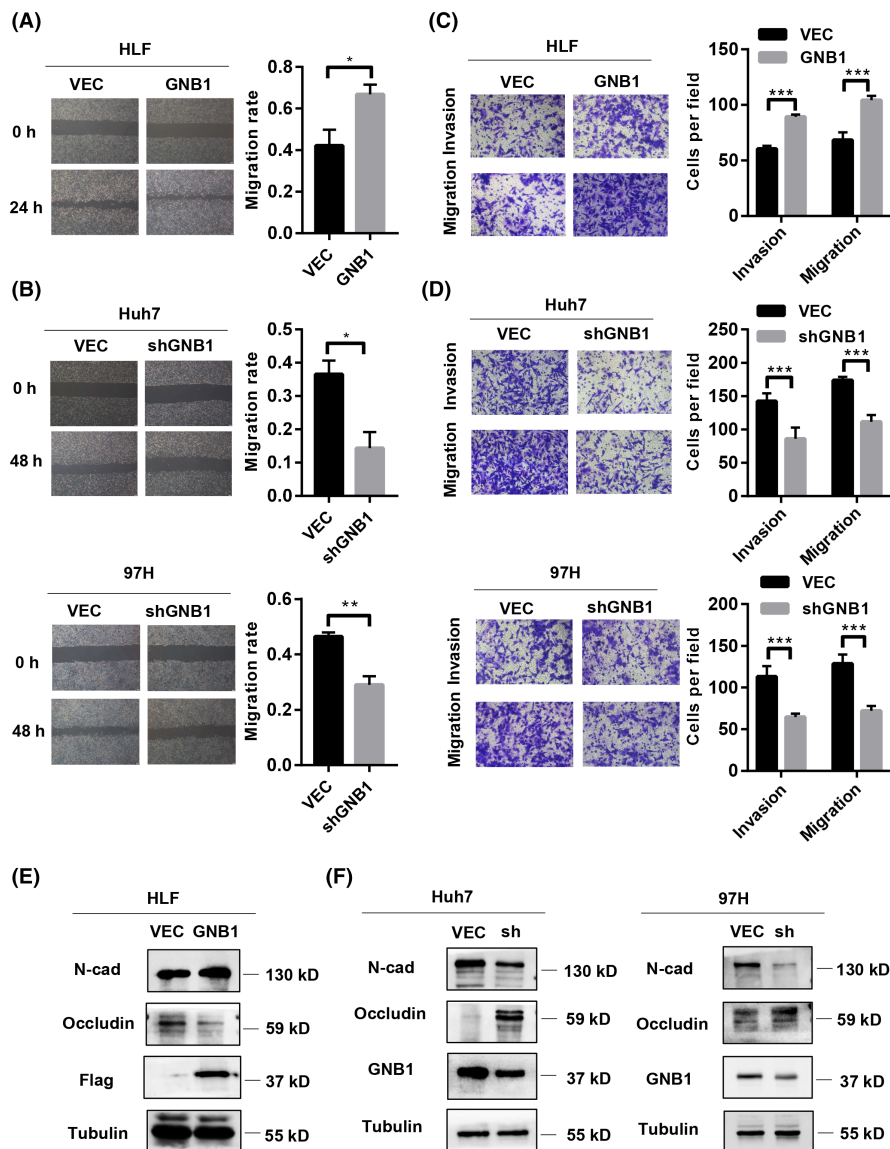 (A)
HLF
VEC GNB1
0 h
24 h
Migration rate
0.8
0.6
0.4
0.2
0.0
*
VEC
GNB1
(B)
Huh7
VEC shGNB1
0 h
48 h
Migration rate
0.5
0.4
0.3
0.2
0.1
0.0
*
VEC
shGNB1
97H
VEC shGNB1
0 h
48 h
Migration rate
0.6
0.4
0.2
0.0
**
VEC
shGNB1
(C)
HLF
VEC GNB1
Migration Invasion
VEC
GNB1
Cells per field
150
100
50
0
***
***
Invasion
Migration
(D)
Huh7
VEC shGNB1
Migration Invasion
VEC
shGNB1
Cells per field
250
200
150
100
50
0
***
***
Invasion
Migration
97H
VEC shGNB1
Migration Invasion
VEC
shGNB1
Cells per field
200
150
100
50
0
***
***
Invasion
Migration
(E)
HLF
VEC GNB1
N-cad 130 kD
Occludin 59 kD
Flag 37 kD
Tubulin 55 kD
(F)
Huh7
VEC sh
N-cad 130 kD
Occludin 59 kD
GNB1 37 kD
Tubulin 55 kD
97H
VEC sh
N-cad 130 kD
Occludin 59 kD
GNB1 37 kD
Tubulin 55 kD